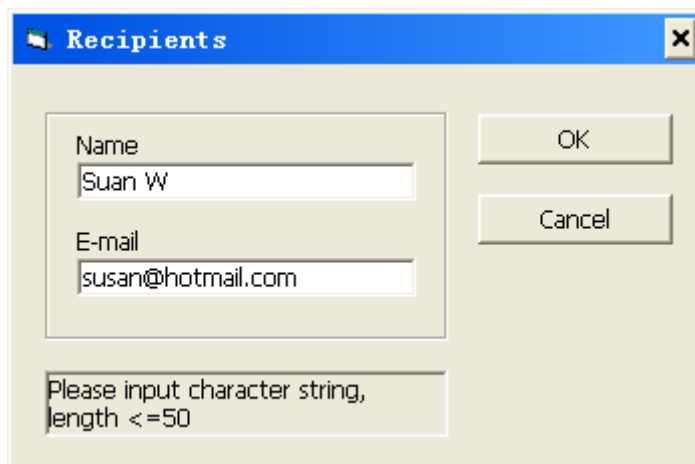 Recipients
Name
Suan W
E-mail
susan@hotmail.com
OK
Cancel
Please input character string,
length <=50